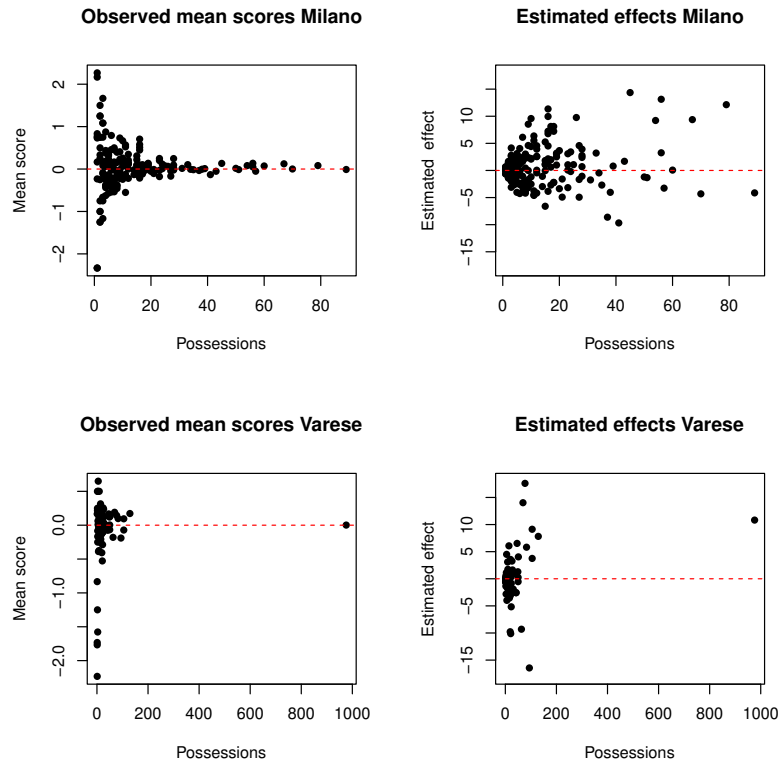 Observed mean scores Milano
Mean score
2
1
0
−1
−2
0 20 40 60 80
Possessions
Estimated effects Milano
Estimated  effect
10
5
−5
−15
0 20 40 60 80
Possessions
Observed mean scores Varese
Mean score
0.0
−1.0
−2.0
0 200 400 600 800 1000
Possessions
Estimated effects Varese
Estimated effect
15
5
−5
−15
0 200 400 600 800 1000
Possessions